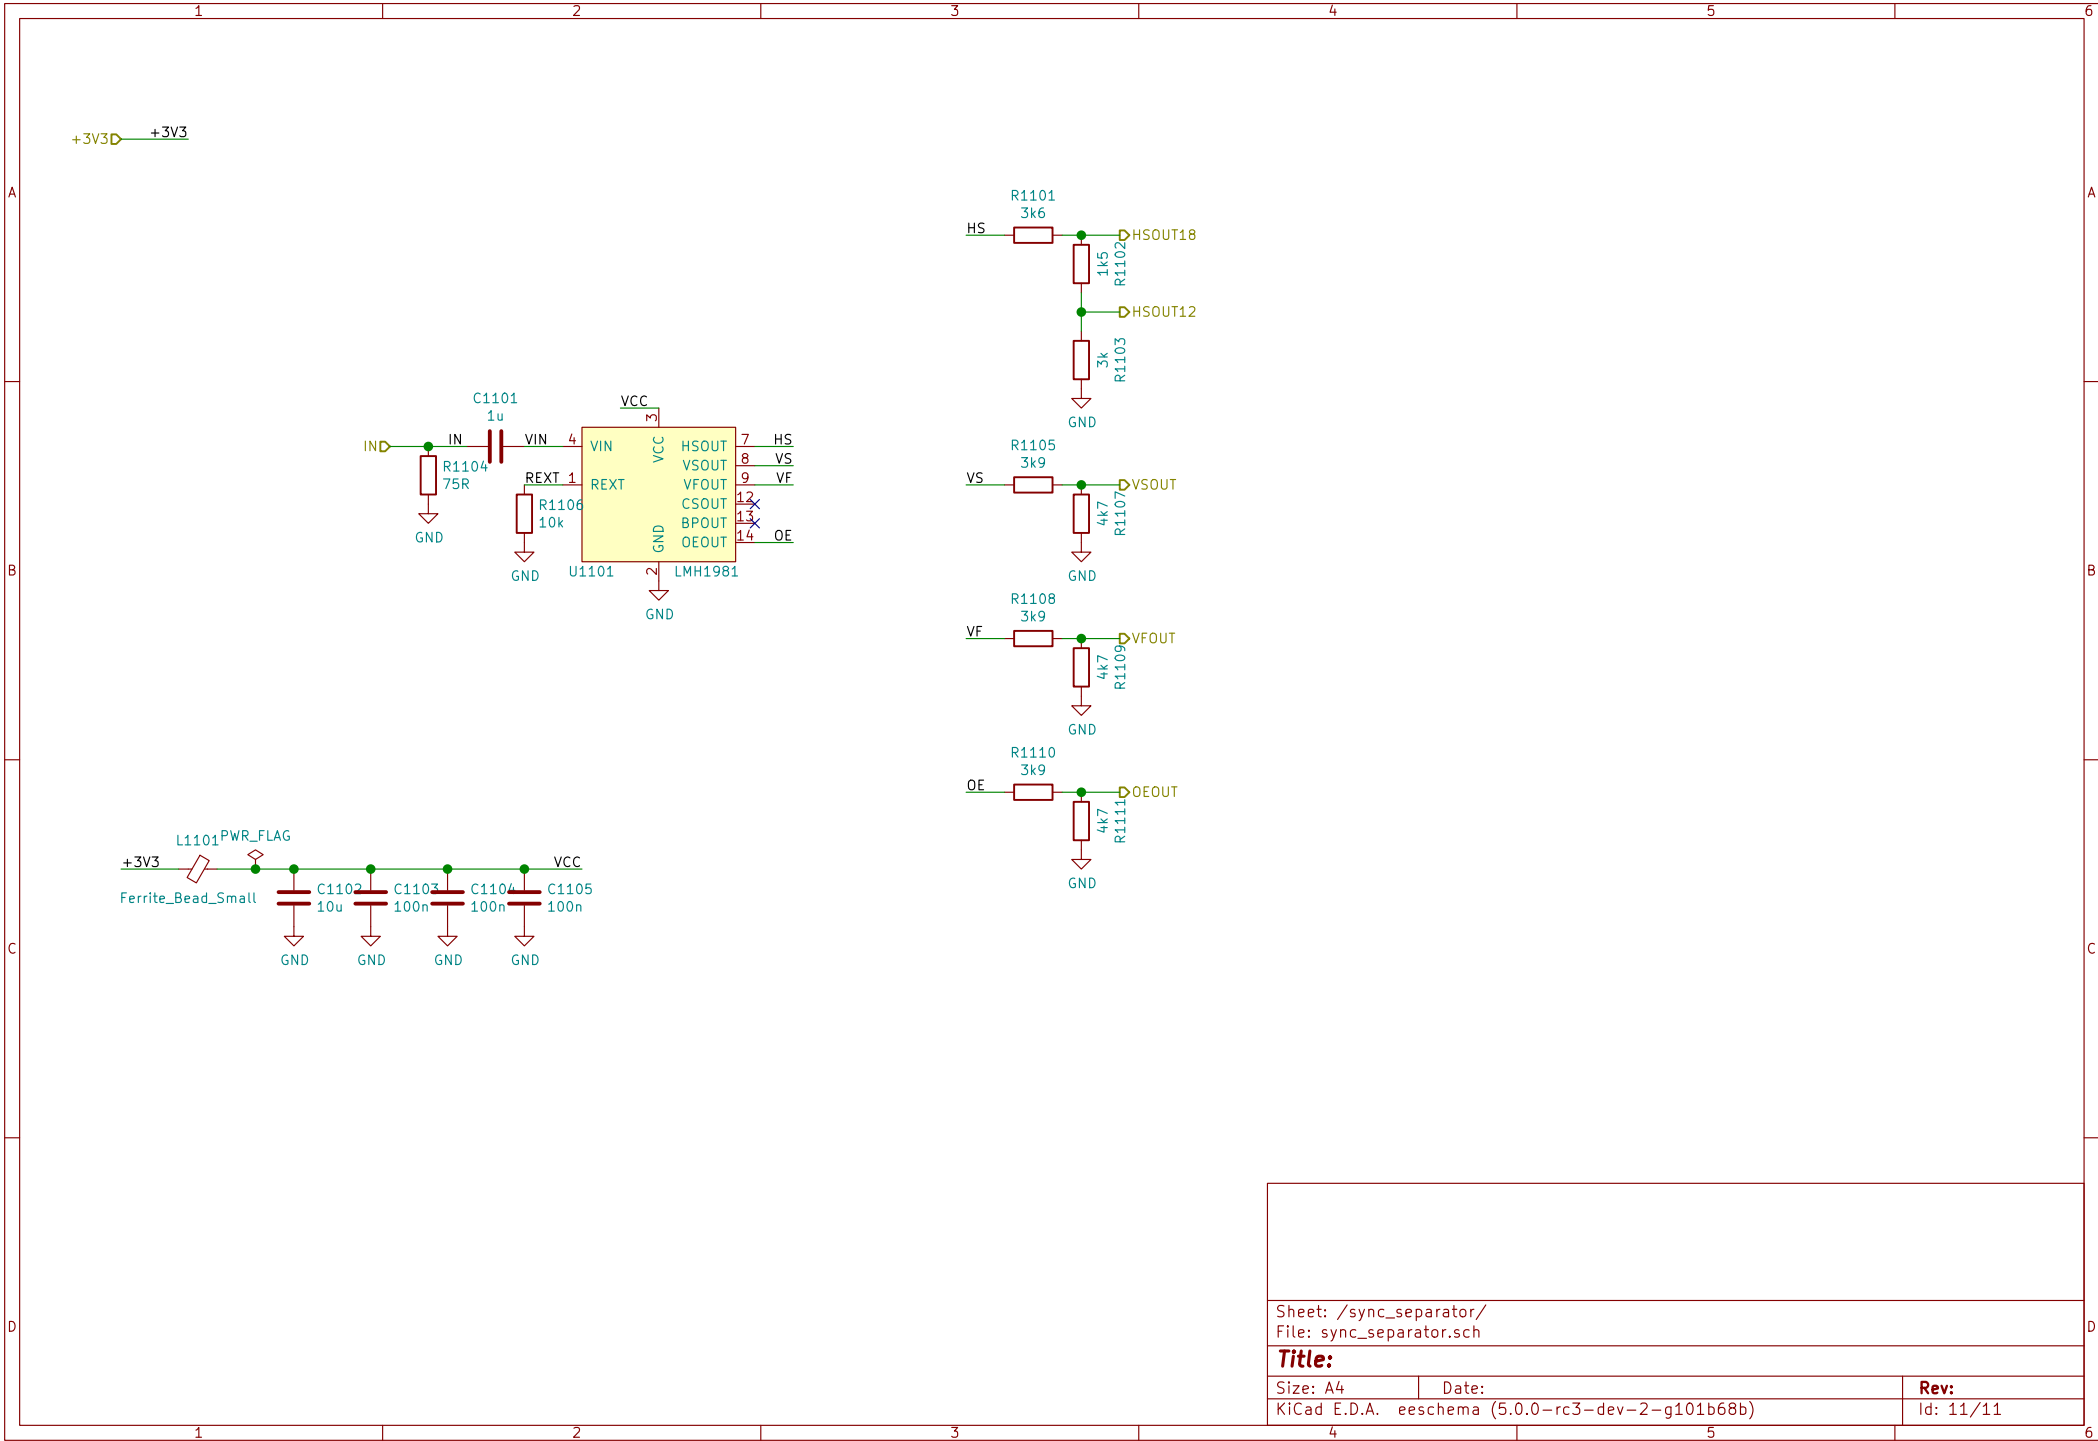 1 2 3 4 5 6
+3V3 +3V3
A A
R1101
3k6
HS HSOUT18
1k5
R1102
HSOUT12
3k
R1103
GND
C1101
1u
VCC
IN IN VIN 4 VIN 3 VCC HSOUT 7 HS
VSOUT 8 VS
R1104
75R
REXT 1 REXT VFOUT 9 VF
R1106
10k
CSOUT 12
BPOUT 13
GND OEOUT 14 OE
GND
GND
U1101 2 LMH1981
GND
R1105
3k9
VS VSOUT
4k7
R1107
GND
B B
R1108
3k9
VF VFOUT
4k7
R1109
GND
R1110
3k9
OE OEOUT
4k7
R1111
GND
L1101 PWR_FLAG
+3V3 VCC
Ferrite_Bead_Small
C1102
10u
C1103
100n
C1104
100n
C1105
100n
GND GND GND GND
C C
D D
Sheet: /sync_separator/
File: sync_separator.sch
Title:
Size: A4 Date: Rev:
KiCad E.D.A. eeschema (5.0.0-rc3-dev-2-g101b68b) Id: 11/11
1 2 3 4 5 6